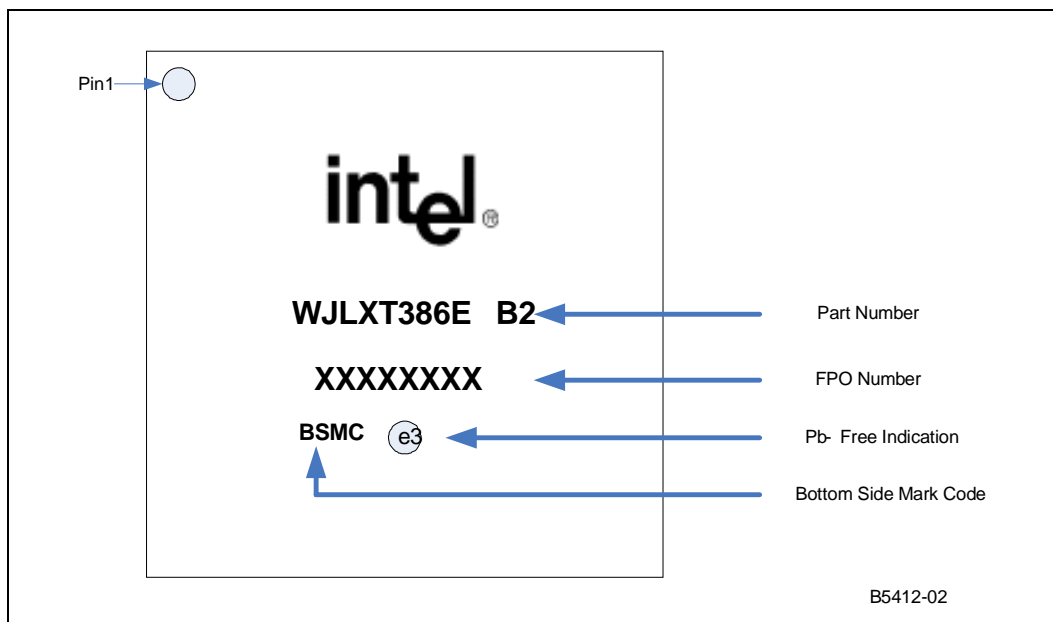 Pin1
intel®
WJLXT386E B2
Part Number
XXXXXXXX
FPO Number
BSMC e3
Pb- Free Indication
Bottom Side Mark Code
B5412-02